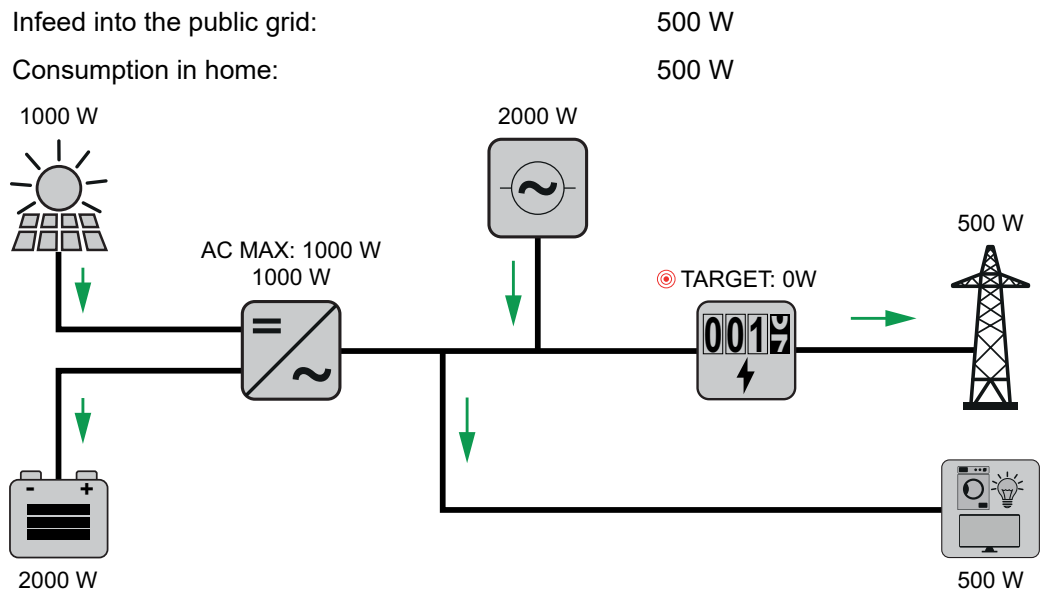 Infeed into the public grid: 500 W
Consumption in home: 500 W
1000 W
2000 W
500 W
AC MAX: 1000 W
1000 W
TARGET: 0W
0017
- +
2000 W
500 W